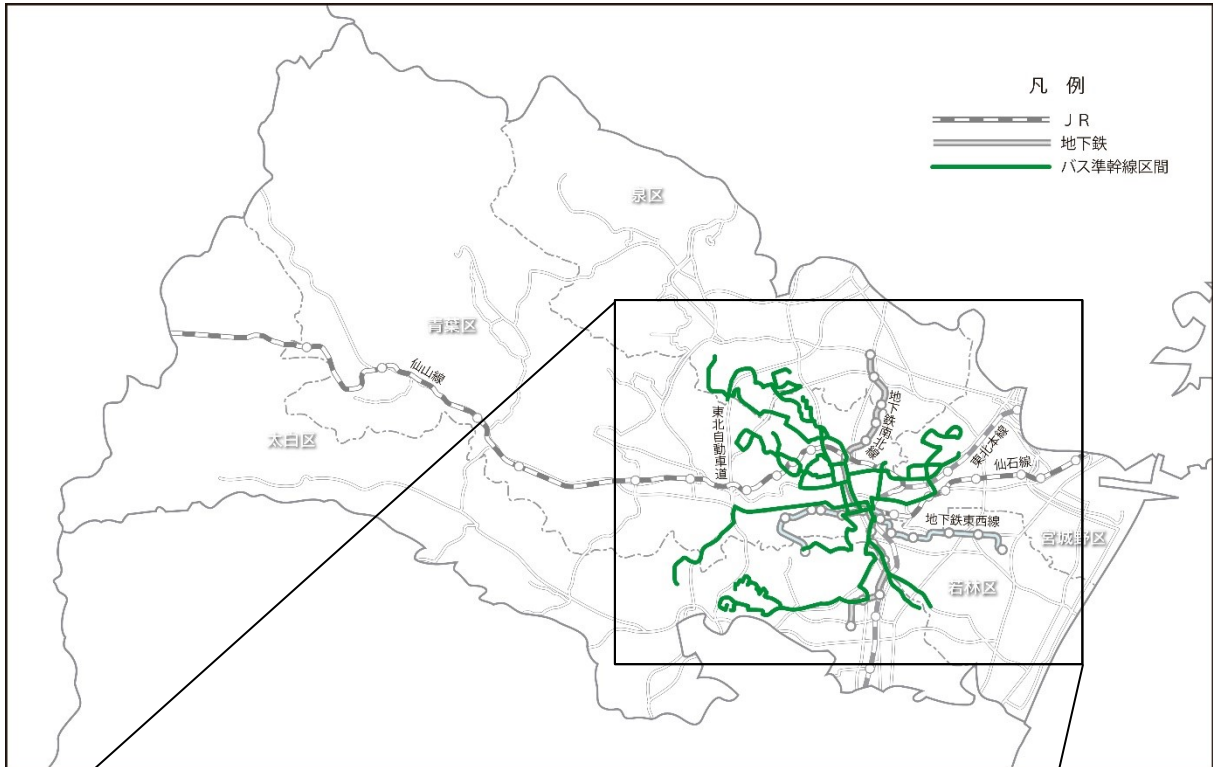 凡 例
ＪＲ
地下鉄
バス準幹線区間
泉区
青葉区
仙山線
太白区
東北自動車道
地下鉄南北線
東北本線
仙石線
地下鉄東西線
宮城野区
若林区